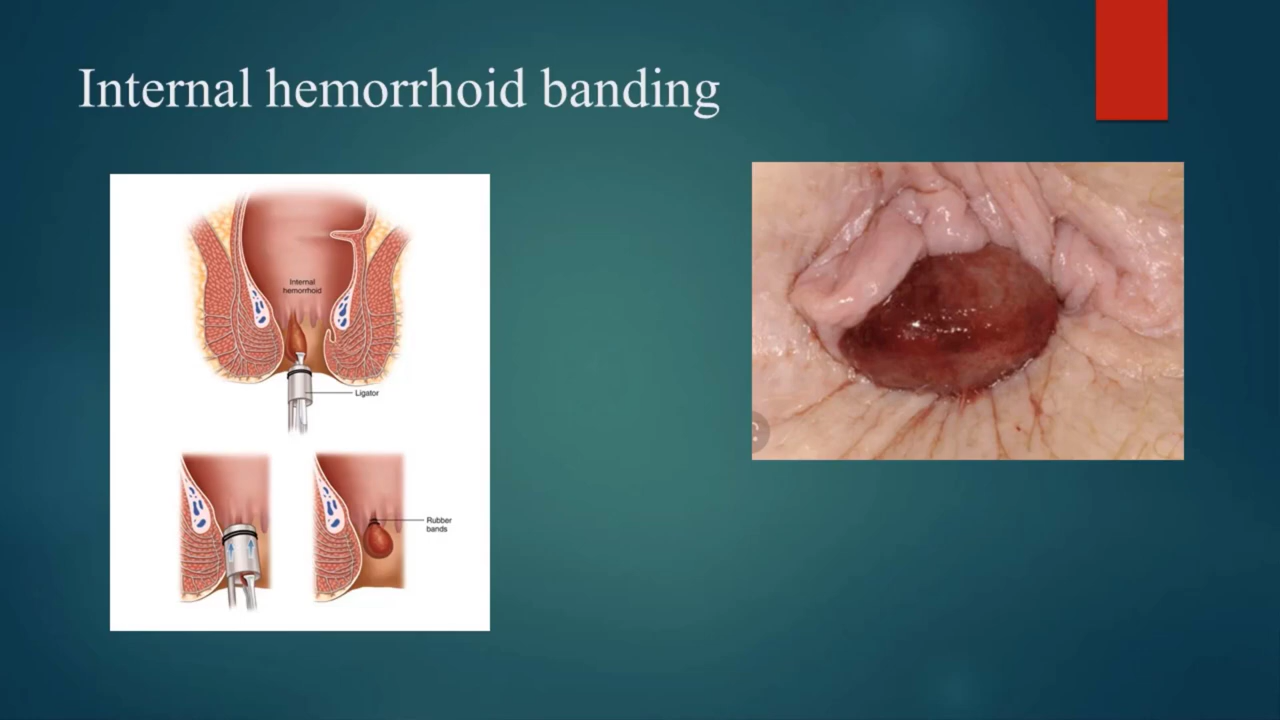 Internal hemorrhoid banding
Internal
hemorrhoid
Ligator
Rubber
bands